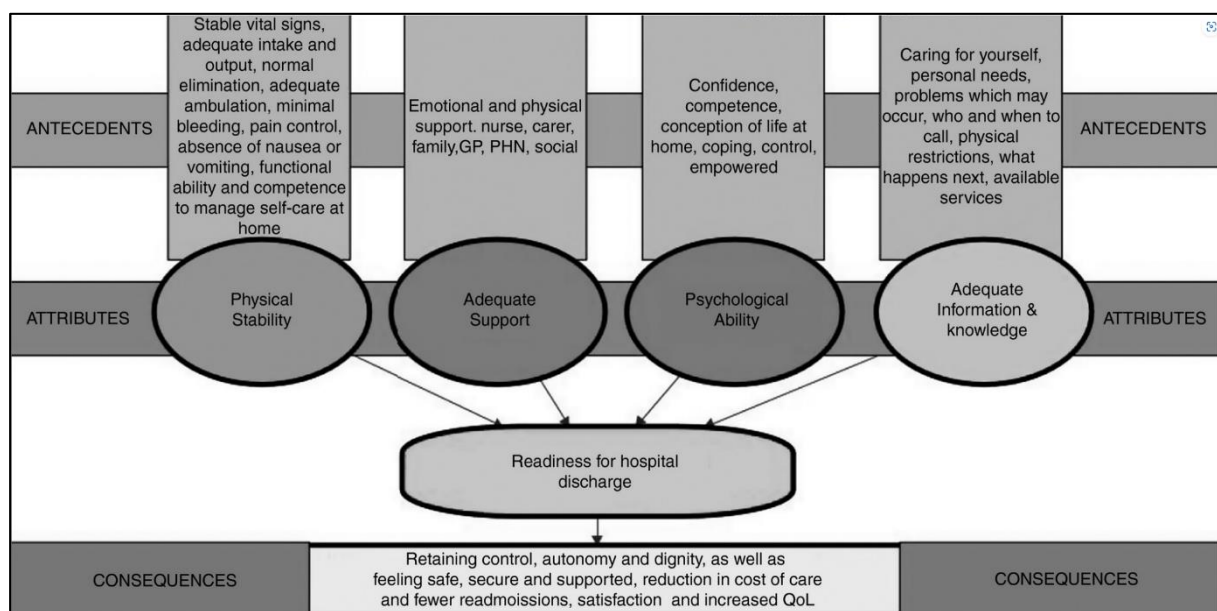 Stable vital signs,
adequate intake and
output, normal
elimination, adequate
ambulation, minimal
bleeding, pain control,
absence of nausea or
vomiting, functional
ability and competence
to manage self-care at
home
Emotional and physical
support. nurse, carer,
family,GP, PHN, social
Confidence,
competence,
conception of life at
home, coping, control,
empowered
Caring for yourself,
personal needs,
problems which may
occur, who and when to
call, physical
restrictions, what
happens next, available
services
ANTECEDENTS
ANTECEDENTS
ATTRIBUTES
Physical
Stability
Adequate
Support
Psychological
Ability
Adequate
Information &
knowledge
ATTRIBUTES
Readiness for hospital
discharge
CONSEQUENCES
Retaining control, autonomy and dignity, as well as
feeling safe, secure and supported, reduction in cost of care
and fewer readmoissions, satisfaction and increased QoL
CONSEQUENCES